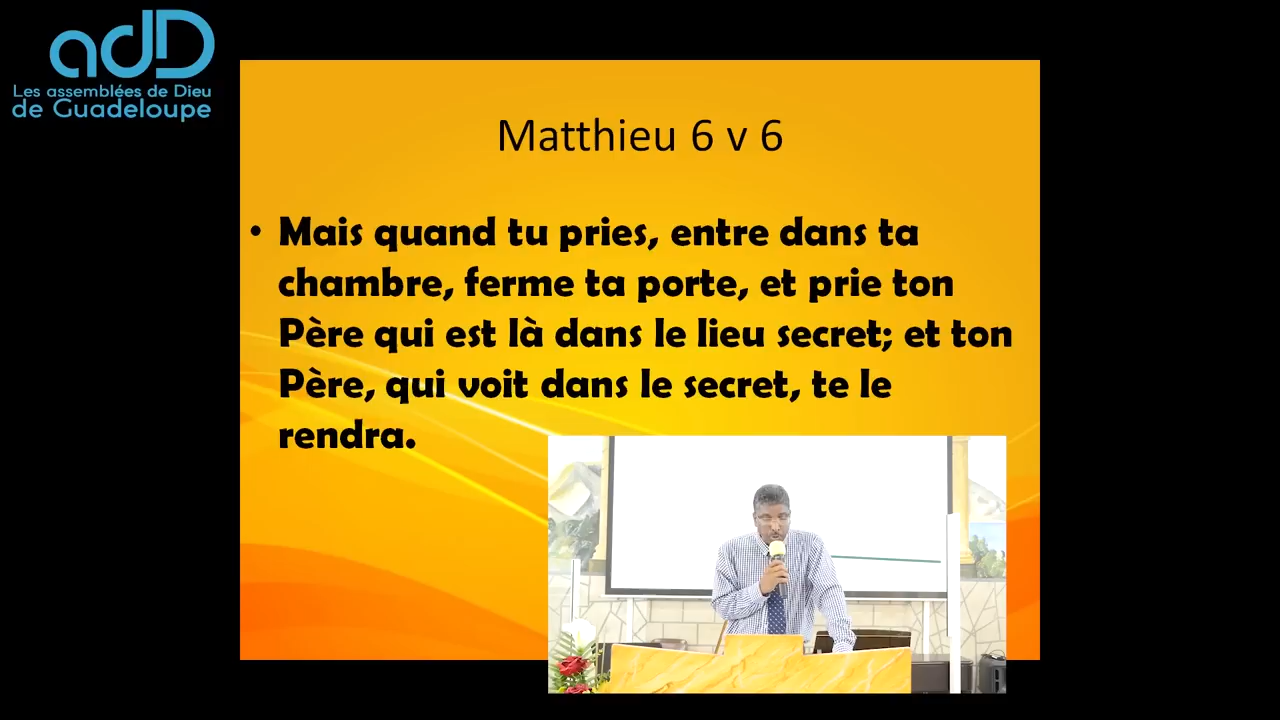 adD
Les assemblées de Dieu
de Guadeloupe
Matthieu 6 v 6
• Mais quand tu pries, entre dans ta
chambre, ferme ta porte, et prie ton
Père qui est là dans le lieu secret; et ton
Père, qui voit dans le secret, te le
rendra.